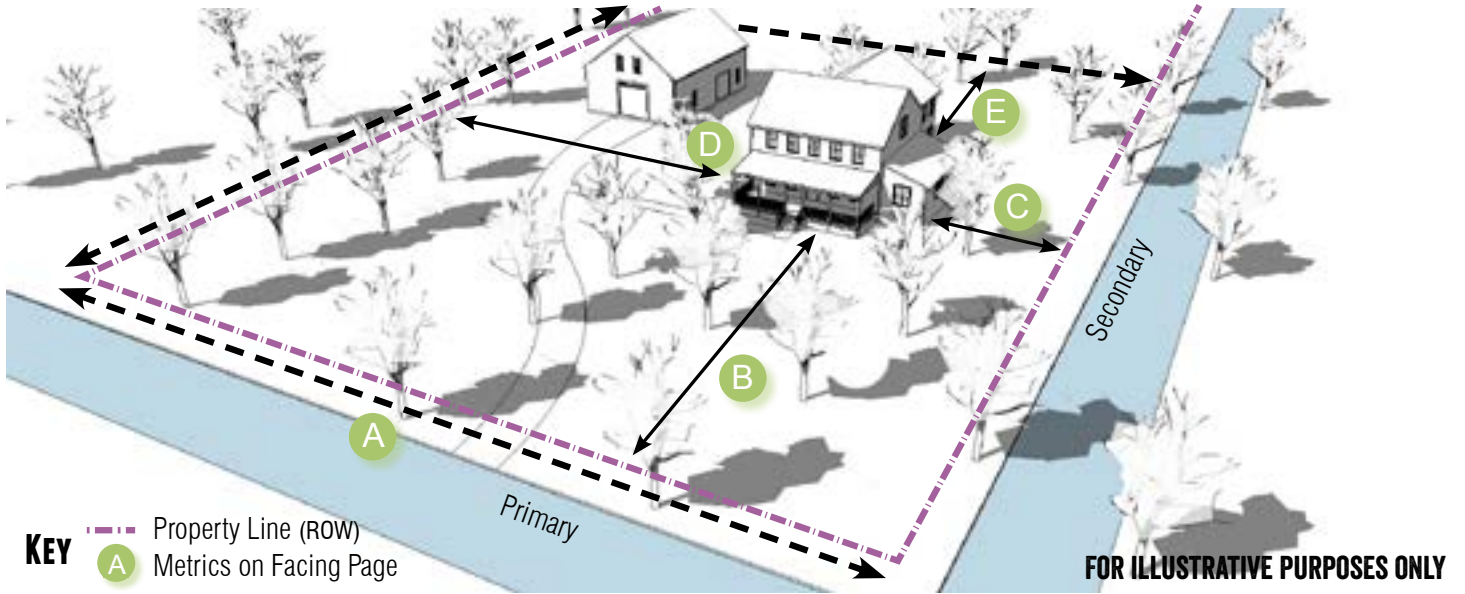 E
D
C
Secondary
B
A
Primary
KEY
Property Line (ROW)
A
Metrics on Facing Page
FOR ILLUSTRATIVE PURPOSES ONLY